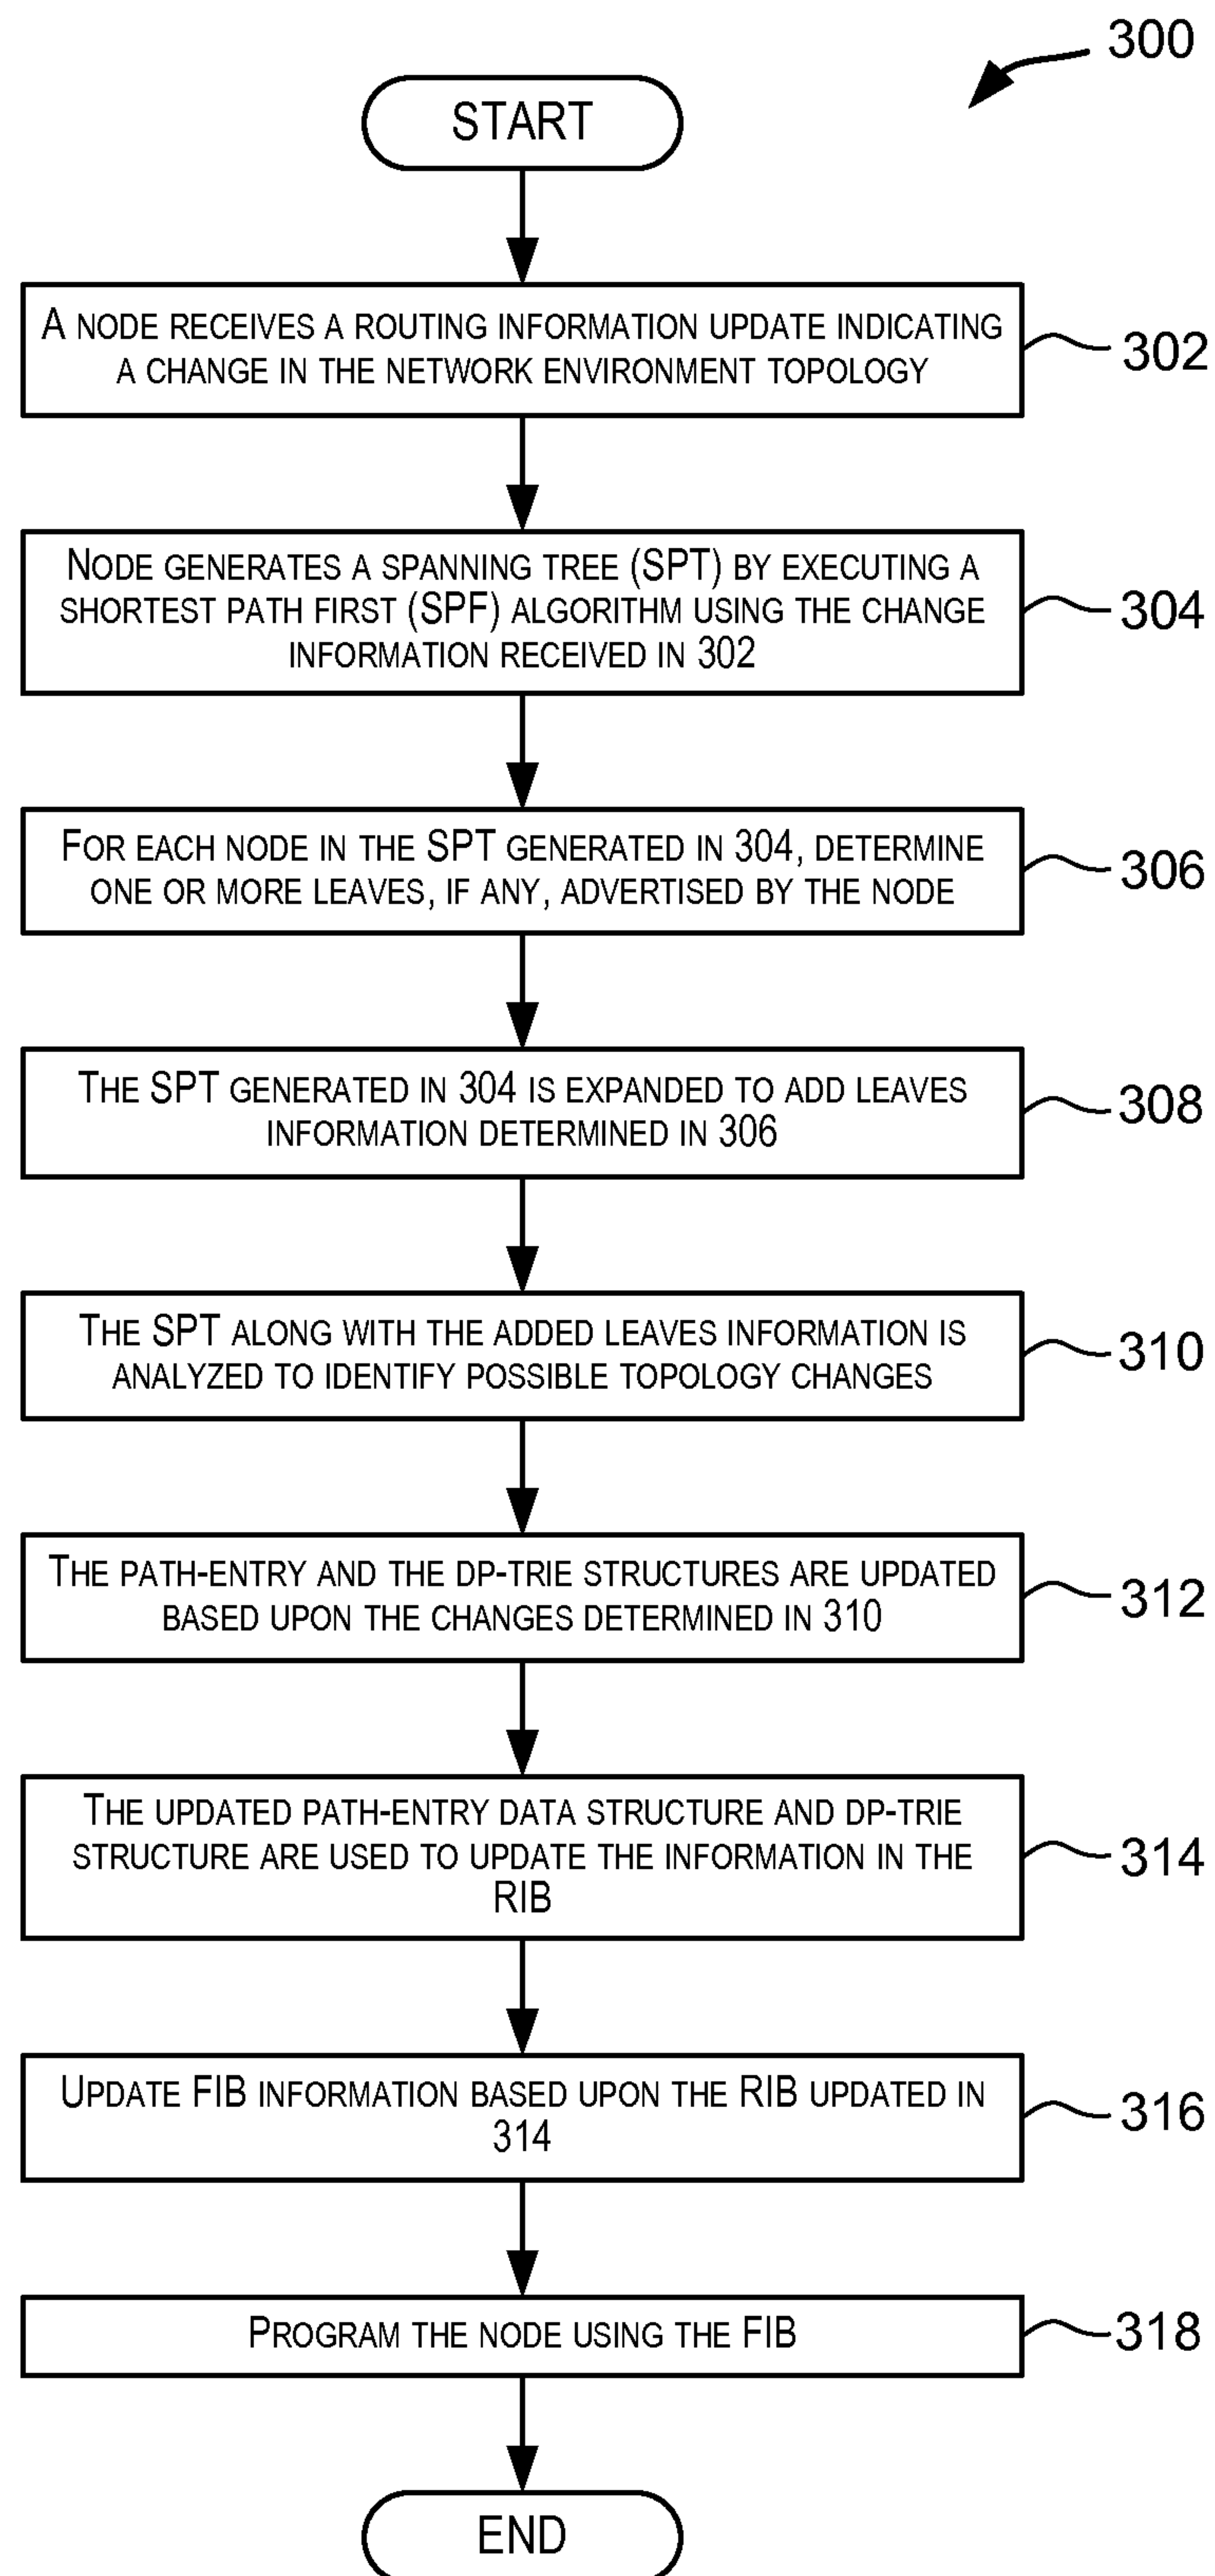 300
START
A NODE RECEIVES A ROUTING INFORMATION UPDATE INDICATING
A CHANGE IN THE NETWORK ENVIRONMENT TOPOLOGY
302
NODE GENERATES A SPANNING TREE (SPT) BY EXECUTING A
SHORTEST PATH FIRST (SPF) ALGORITHM USING THE CHANGE
INFORMATION RECEIVED IN 302
304
FOR EACH NODE IN THE SPT GENERATED IN 304, DETERMINE
ONE OR MORE LEAVES, IF ANY, ADVERTISED BY THE NODE
306
THE SPT GENERATED IN 304 IS EXPANDED TO ADD LEAVES
INFORMATION DETERMINED IN 306
308
THE SPT ALONG WITH THE ADDED LEAVES INFORMATION IS
ANALYZED TO IDENTIFY POSSIBLE TOPOLOGY CHANGES
310
THE PATH-ENTRY AND THE DP-TRIE STRUCTURES ARE UPDATED
BASED UPON THE CHANGES DETERMINED IN 310
312
THE UPDATED PATH-ENTRY DATA STRUCTURE AND DP-TRIE
STRUCTURE ARE USED TO UPDATE THE INFORMATION IN THE
RIB
314
UPDATE FIB INFORMATION BASED UPON THE RIB UPDATED IN
314
316
PROGRAM THE NODE USING THE FIB
318
END